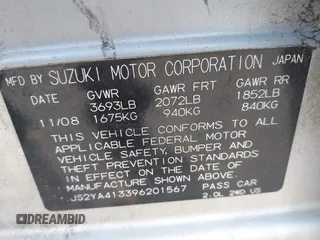 MFD BY SUZUKI MOTOR CORPORATION JAPAN
DATE GVWR GAWR FRT GAWR RR
11/08 3693LB 2072LB 1852LB
1675KG 940KG 840KG
THIS VEHICLE CONFORMS TO ALL
APPLICABLE FEDERAL MOTOR
VEHICLE SAFETY, BUMPER AND
THEFT PREVENTION STANDARDS
IN EFFECT ON THE DATE OF
MANUFACTURE SHOWN ABOVE.
JS2YA413396201567 PASS CAR
2.0L 2WD US